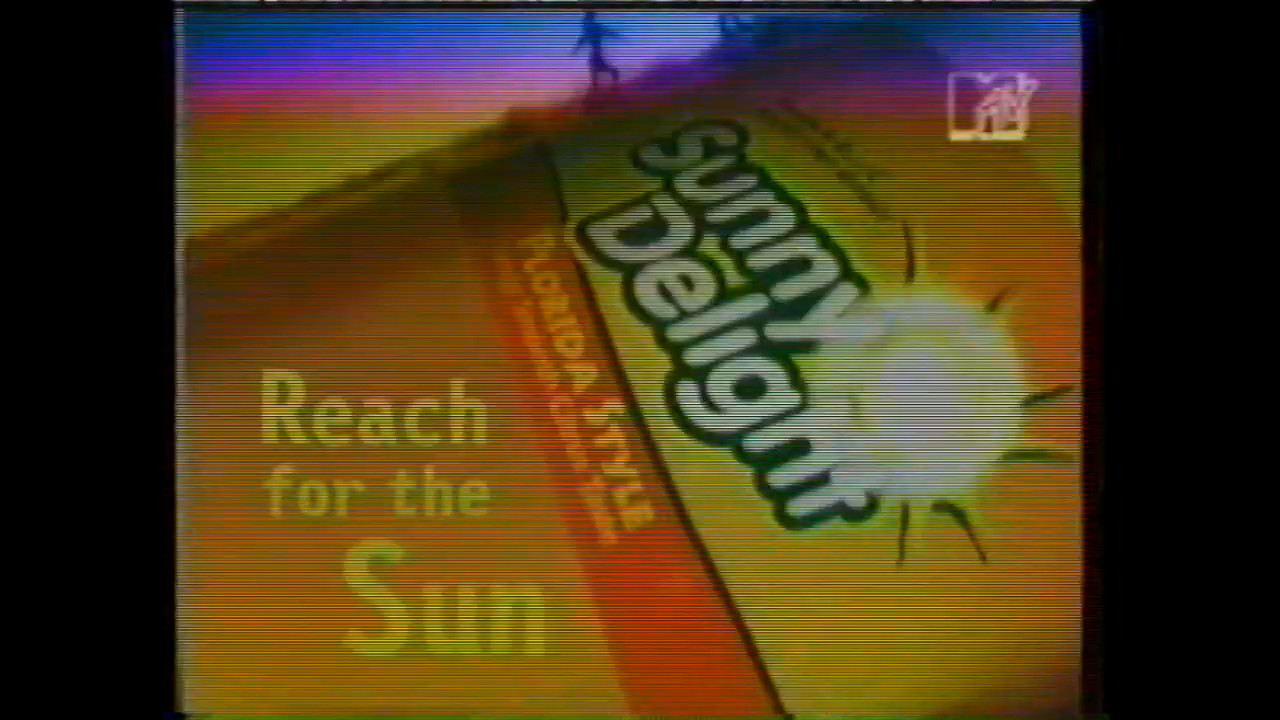 MTV
Sunny
Delight
FLORIDA STYLE
Reach
for the
Sun